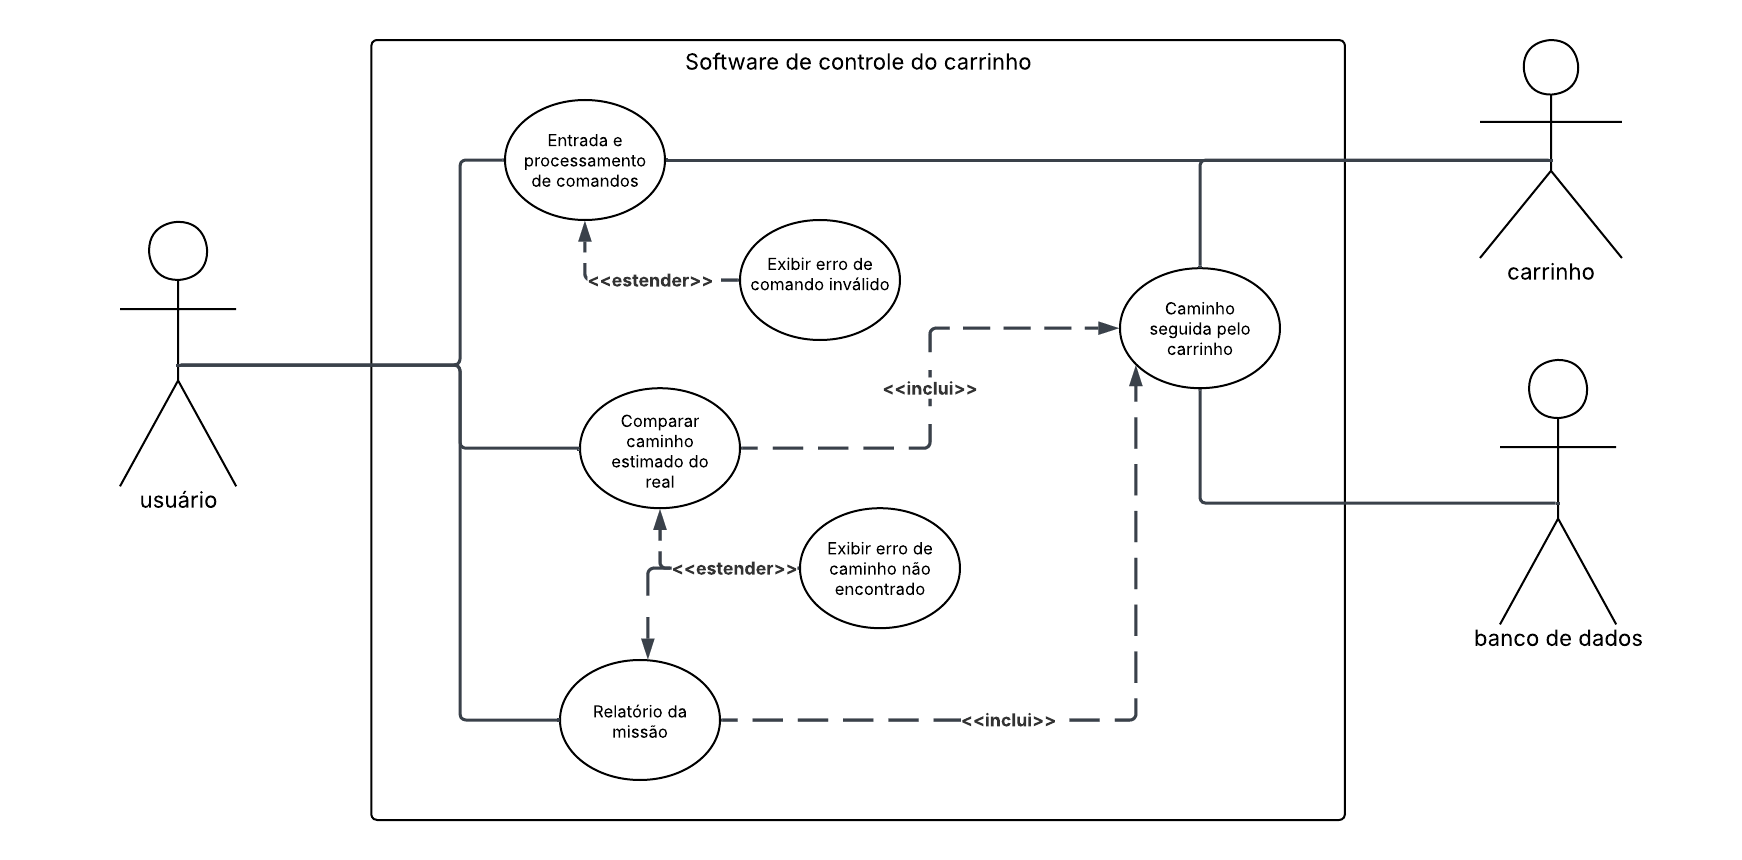 Software de controle do carrinho
Entrada e
processamento
de comandos
<<estender>>
Exibir erro de
comando inválido
carrinho
Caminho
seguida pelo
carrinho
<<inclui>>
usuário
Comparar
caminho
estimado do
real
<<estender>>
Exibir erro de
caminho não
encontrado
banco de dados
Relatório da
missão
<<inclui>>